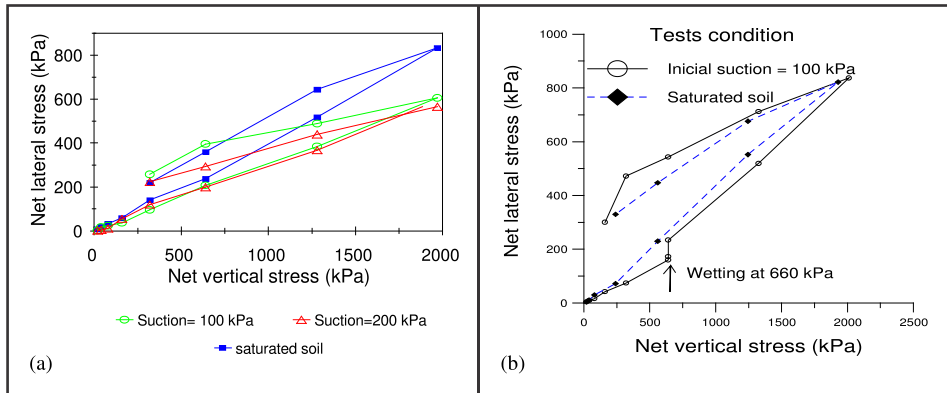 800
600
400
200
0
Net lateral stress (kPa)
0 500 1000 1500 2000
Net vertical stress (kPa)
Suction= 100 kPa Suction=200 kPa
saturated soil
(a)
Tests condition
Inicial suction = 100 kPa
Saturated soil
1000
800
600
400
200
0
Net lateral stress (kPa)
Wetting at 660 kPa
0 500 1000 1500 2000 2500
Net vertical stress (kPa)
(b)